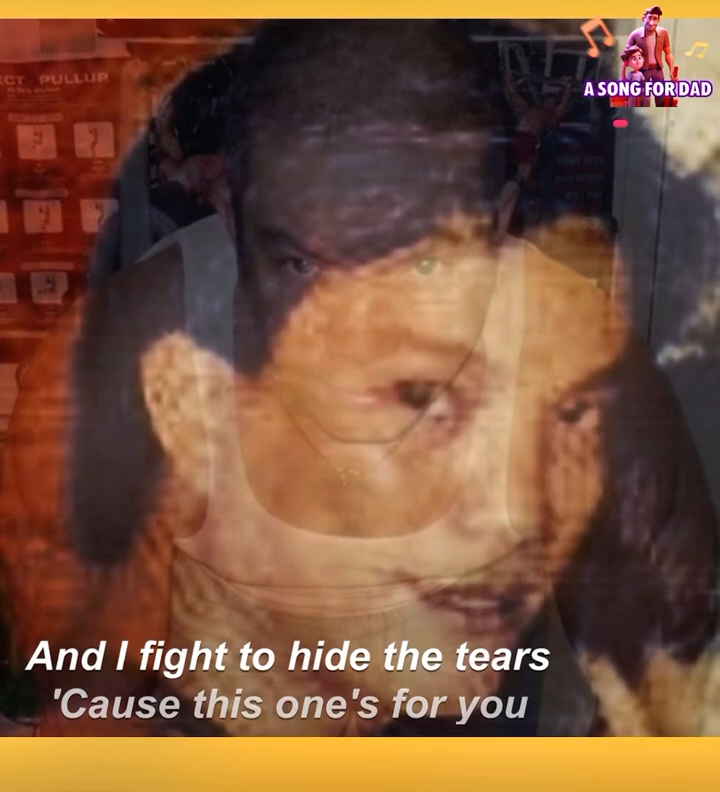 A SONG FOR DAD
ECT PULLUP
And I fight to hide the tears
'Cause this one's for you